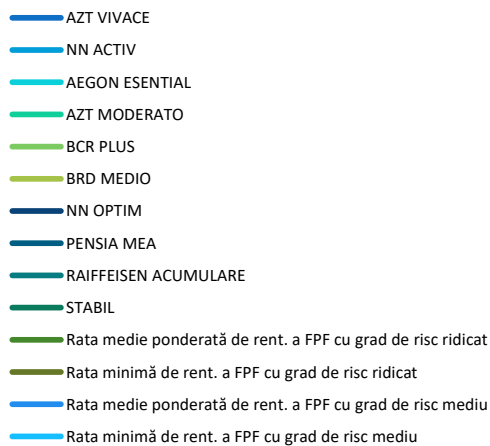 AZT VIVACE
NN ACTIV
AEGON ESENTIAL
AZT MODERATO
BCR PLUS
BRD MEDIO
NN OPTIM
PENSIA MEA
RAIFFEISEN ACUMULARE
STABIL
Rata medie ponderată de rent. a FPF cu grad de risc ridicat
Rata minimă de rent. a FPF cu grad de risc ridicat
Rata medie ponderată de rent. a FPF cu grad de risc mediu
Rata minimă de rent. a FPF cu grad de risc mediu